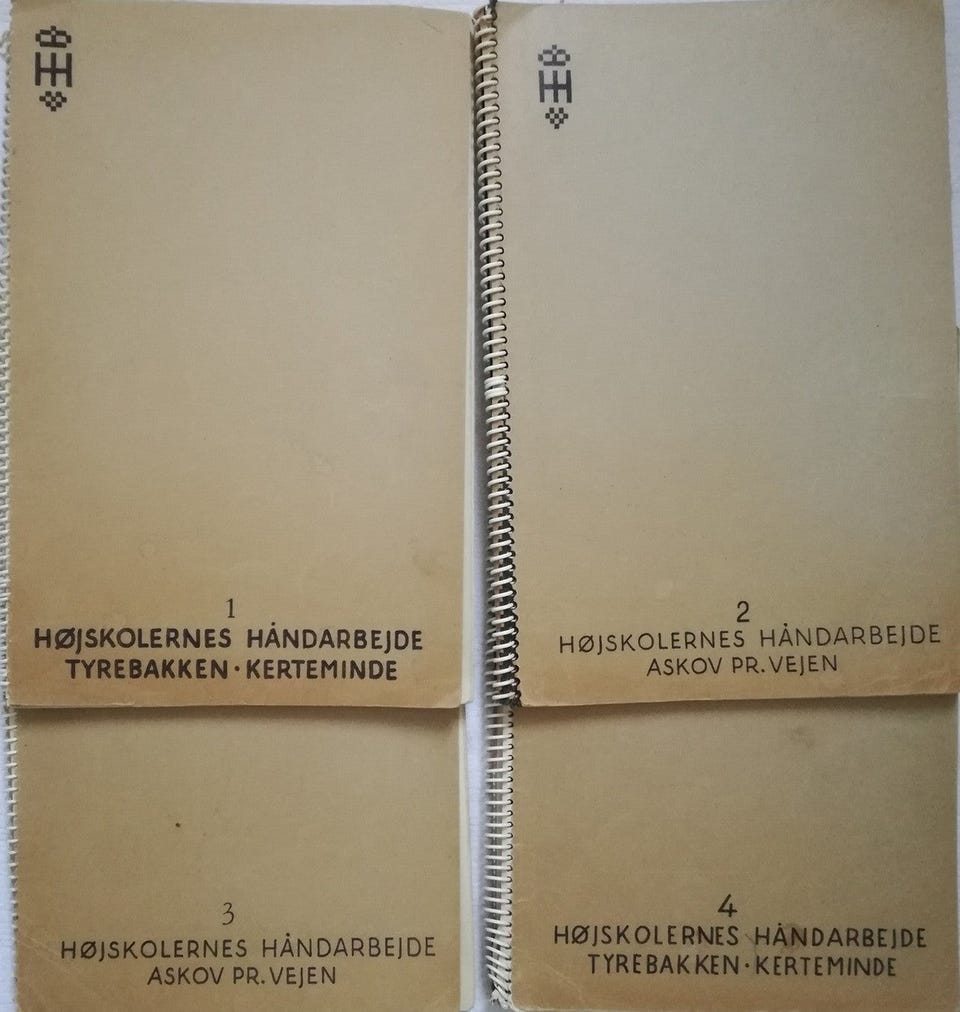 1
HØJSKOLERNES HÅNDARBEJDE
TYREBAKKEN · KERTEMINDE
2
HØJSKOLERNES HÅNDARBEJDE
ASKOV PR. VEJEN
3
HØJSKOLERNES HÅNDARBEJDE
ASKOV PR. VEJEN
4
HØJSKOLERNES HÅNDARBEJDE
TYREBAKKEN · KERTEMINDE